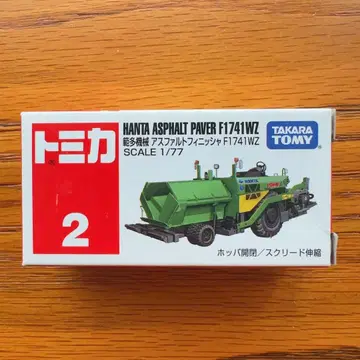 トミカ
2
HANTA ASPHALT PAVER F1741WZ
範多機械 アスファルトフィニッシャ F1741WZ
SCALE 1/77
TAKARA
TOMY
ホッパ開閉/スクリード伸縮